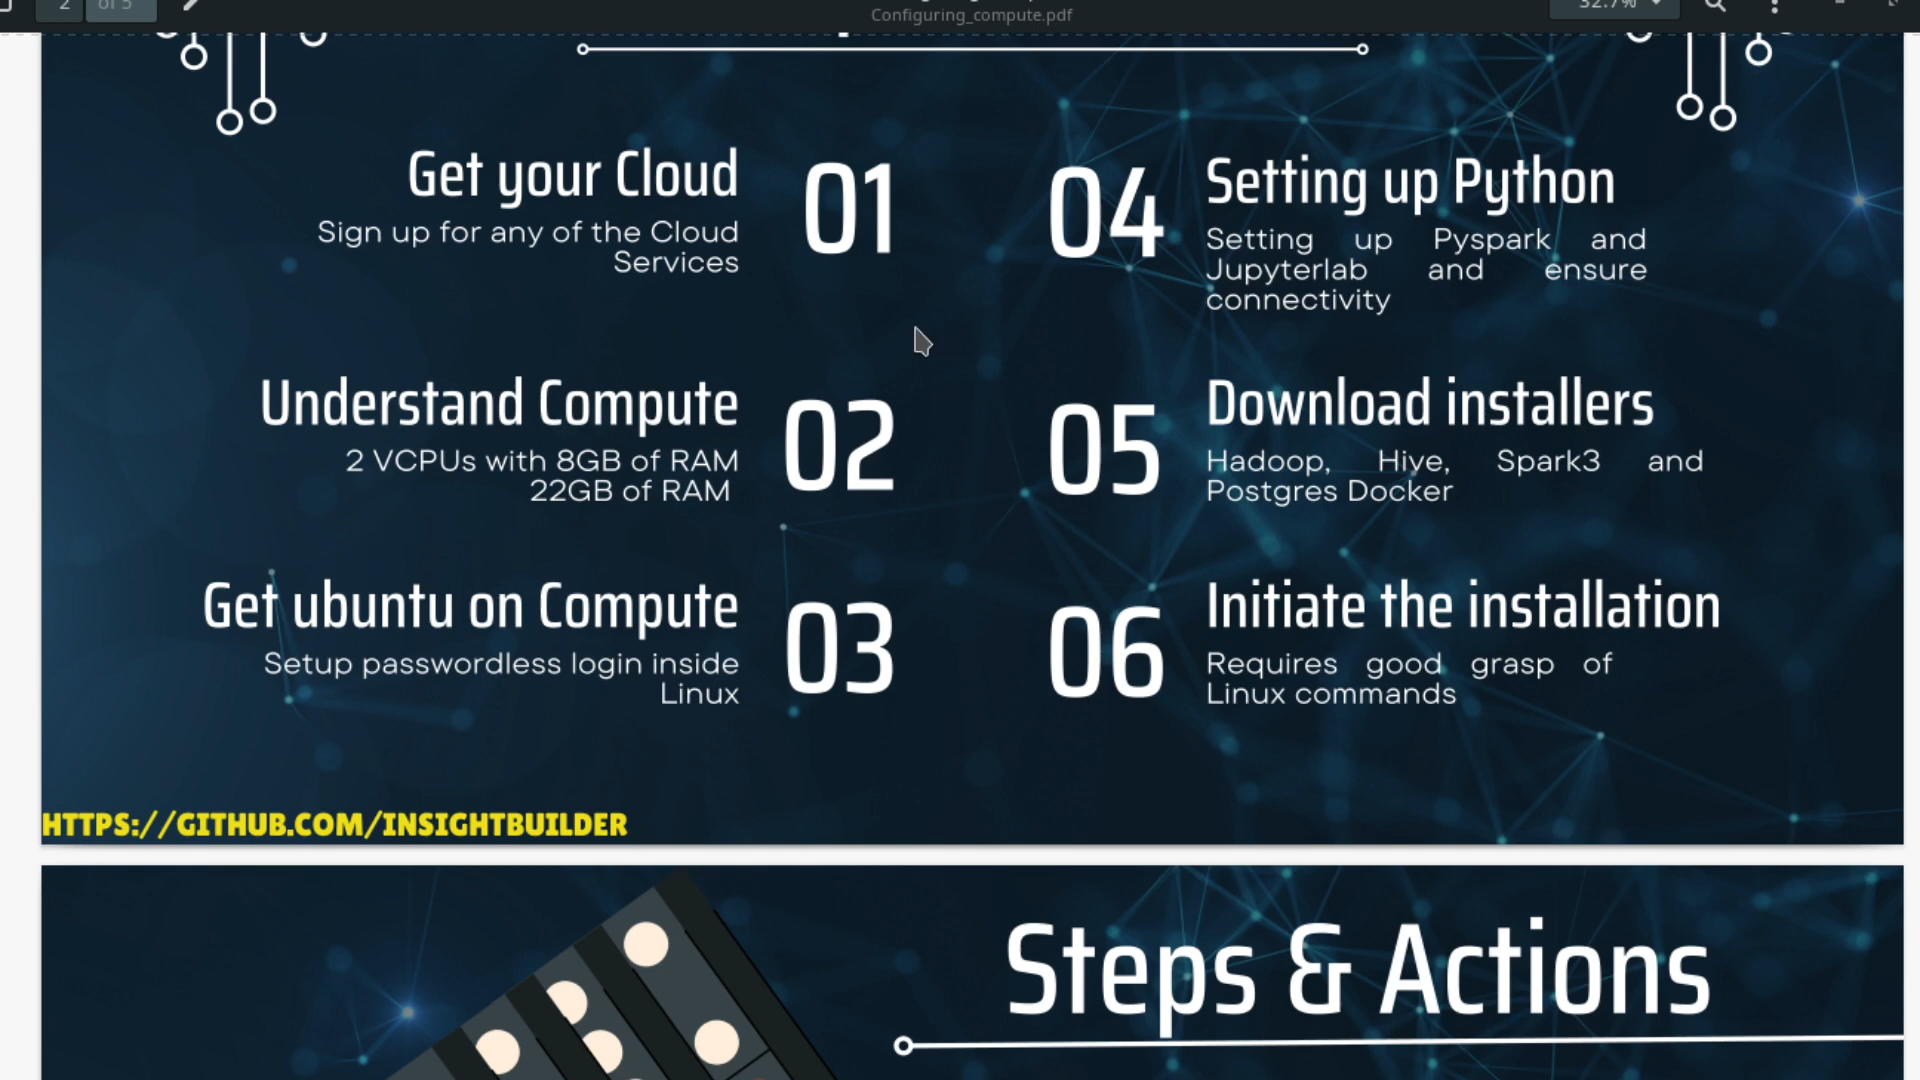 2
of 5
Configuring_compute.pdf
Get your Cloud
Sign up for any of the Cloud
Services
01
Understand Compute
2 VCPUs with 8GB of RAM
22GB of RAM
02
Get ubuntu on Compute
Setup passwordless login inside
Linux
03
04
Setting up Python
Setting up Pyspark and
Jupyterlab and ensure
connectivity
05
Download installers
Hadoop, Hive, Spark3 and
Postgres Docker
06
Initiate the installation
Requires good grasp of
Linux commands
HTTPS://GITHUB.COM/INSIGHTBUILDER
Steps & Actions